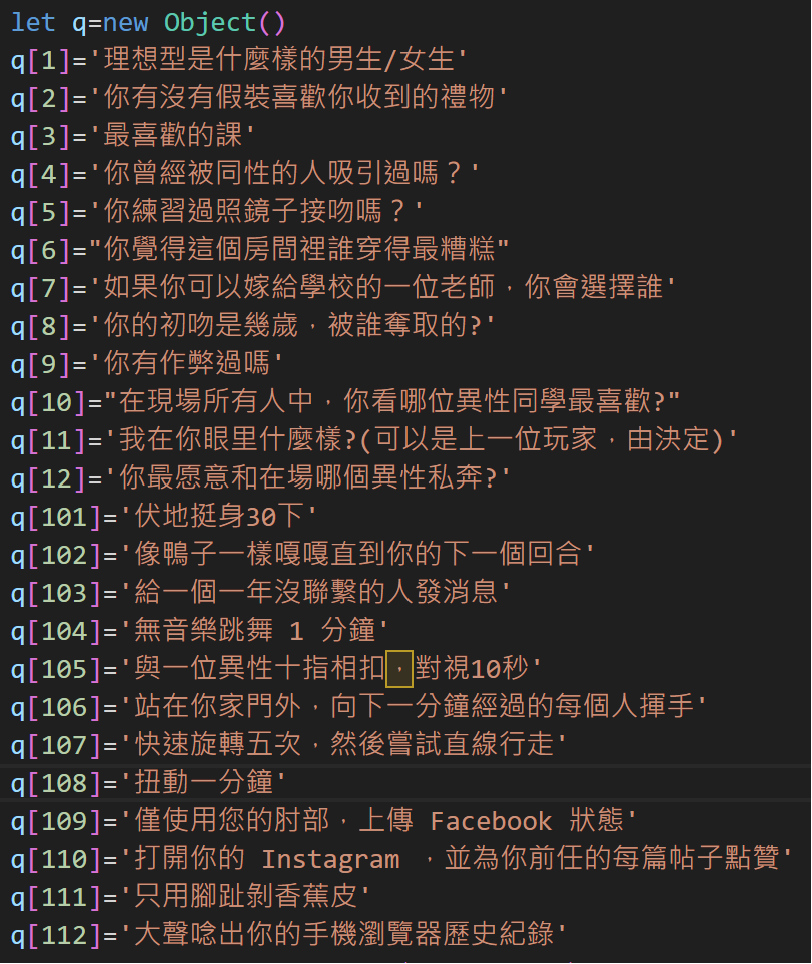 let q=new Object()
q[1]='理想型是什麼樣的男生/女生'
q[2]='你有沒有假裝喜歡你收到的禮物'
q[3]='最喜歡的課'
q[4]='你曾經被同性的人吸引過嗎？'
q[5]='你練習過照鏡子接吻嗎？'
q[6]="你覺得這個房間裡誰穿得最糟糕"
q[7]='如果你可以嫁給學校的一位老師，你會選擇誰'
q[8]='你的初吻是幾歲，被誰奪取的?'
q[9]='你有作弊過嗎'
q[10]="在現場所有人中，你看哪位異性同學最喜歡?"
q[11]='我在你眼里什麼樣?(可以是上一位玩家，由決定)'
q[12]='你最愿意和在場哪個異性私奔?'
q[101]='伏地挺身30下'
q[102]='像鴨子一樣嘎嘎直到你的下一個回合'
q[103]='給一個一年沒聯繫的人發消息'
q[104]='無音樂跳舞 1 分鐘'
q[105]='與一位異性十指相扣，對視10秒'
q[106]='站在你家門外，向下一分鐘經過的每個人揮手'
q[107]='快速旋轉五次，然後嘗試直線行走'
q[108]='扭動一分鐘'
q[109]='僅使用您的肘部，上傳 Facebook 狀態'
q[110]='打開你的 Instagram ，並為你前任的每篇帖子點贊'
q[111]='只用腳趾剝香蕉皮'
q[112]='大聲唸出你的手機瀏覽器歷史紀錄'